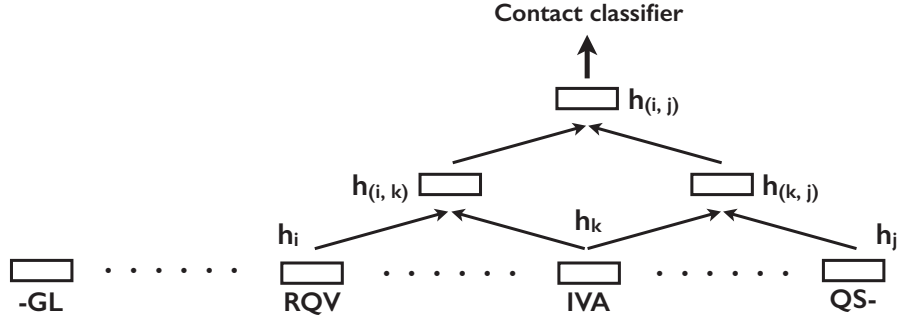 Contact classifier
h(i, j)
h(i, k)
h(k, j)
hi
hk
hj
. . . . . . . . . . . . . . . . . .
-GL
RQV
IVA
QS-